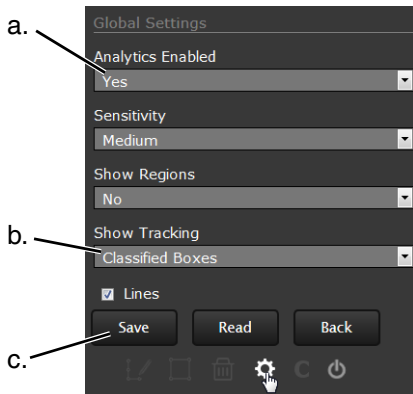 a.
Global Settings
Analytics Enabled
Yes
Sensitivity
Medium
Show Regions
No
b.
Show Tracking
Classified Boxes
Lines
Save Read Back
c.
C